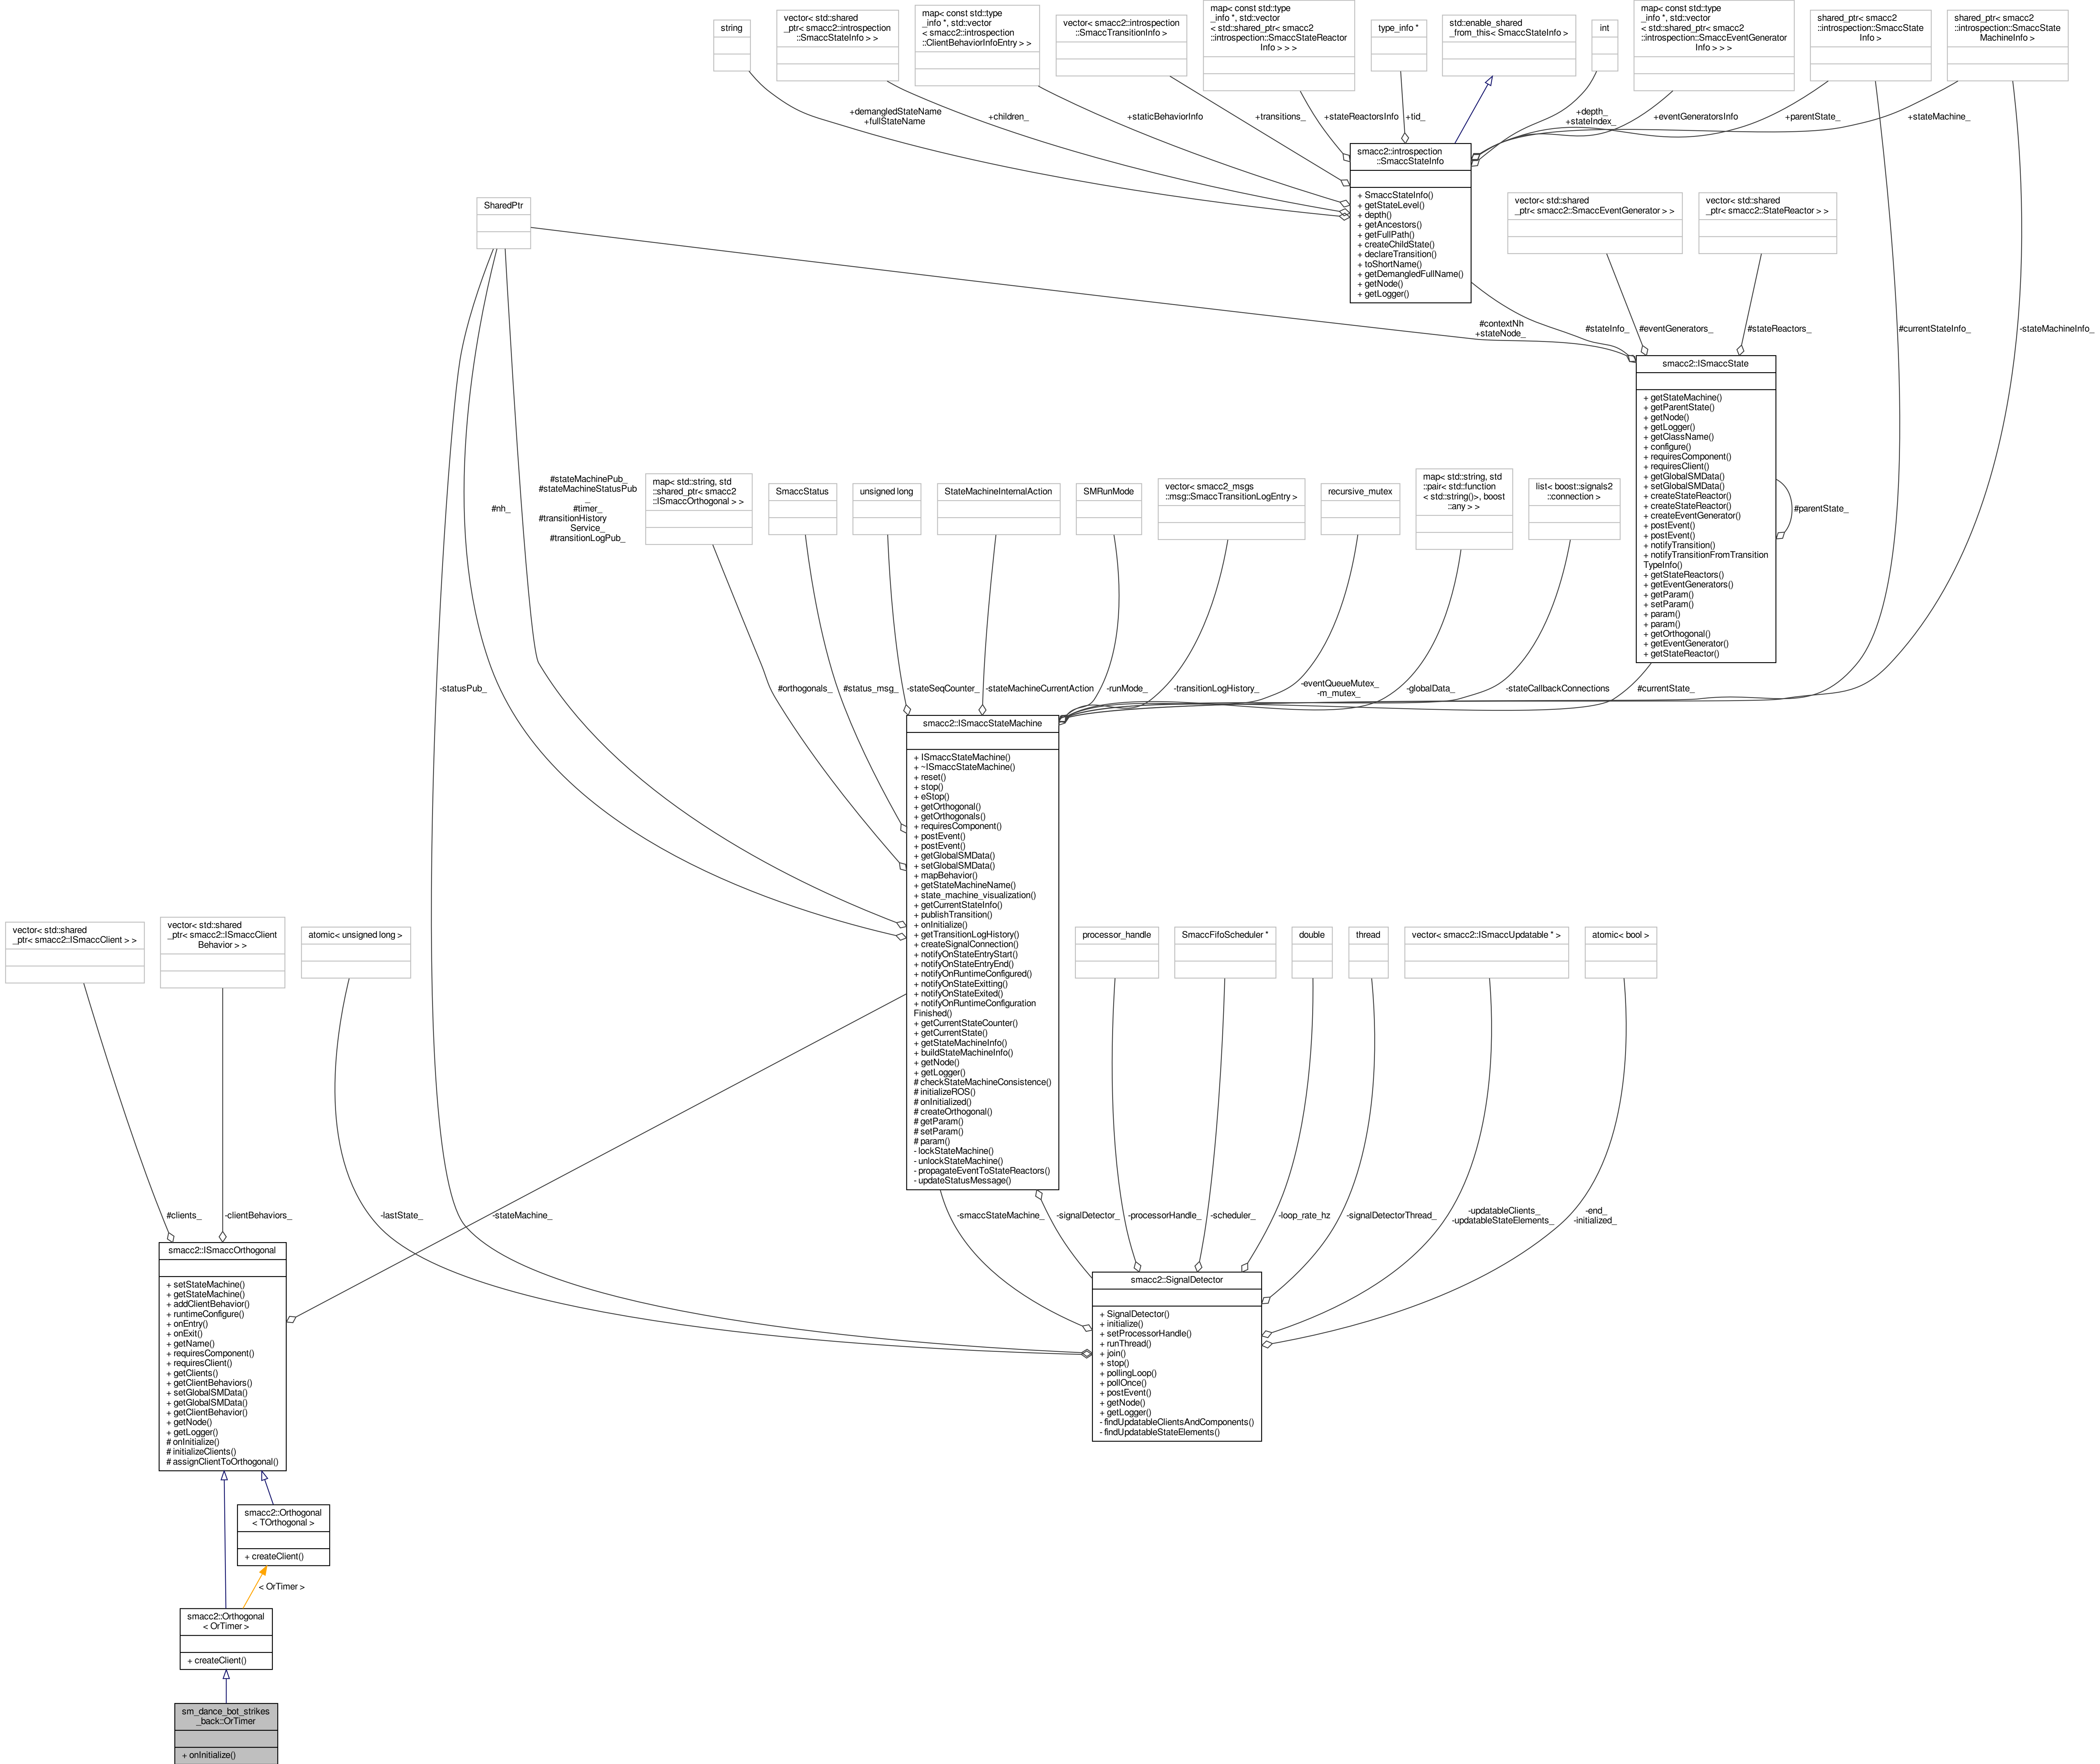 string
vector< std::shared
_ptr< smacc2::introspection
::SmaccStateInfo > >
map< const std::type
_info *, std::vector
< smacc2::introspection
::ClientBehaviorInfoEntry > >
vector< smacc2::introspection
::SmaccTransitionInfo >
map< const std::type
_info *, std::vector
< std::shared_ptr< smacc2
::introspection::SmaccStateReactor
Info > > >
type_info *
std::enable_shared
_from_this< SmaccStateInfo >
int
map< const std::type
_info *, std::vector
< std::shared_ptr< smacc2
::introspection::SmaccEventGenerator
Info > > >
shared_ptr< smacc2
::introspection::SmaccState
Info >
shared_ptr< smacc2
::introspection::SmaccState
MachineInfo >
+demangledStateName
+fullStateName
+children_
+staticBehaviorInfo
+transitions_
+stateReactorsInfo
+tid_
+depth_
+stateIndex_
+eventGeneratorsInfo
+parentState_
+stateMachine_
smacc2::introspection
::SmaccStateInfo
+ SmaccStateInfo()
+ getStateLevel()
+ depth()
+ getAncestors()
+ getFullPath()
+ createChildState()
+ declareTransition()
+ toShortName()
+ getDemangledFullName()
+ getNode()
+ getLogger()
SharedPtr
vector< std::shared
_ptr< smacc2::SmaccEventGenerator > >
vector< std::shared
_ptr< smacc2::StateReactor > >
#contextNh
+stateNode_
#stateInfo_
#eventGenerators_
#stateReactors_
#currentStateInfo_
-stateMachineInfo_
smacc2::ISmaccState
+ getStateMachine()
+ getParentState()
+ getNode()
+ getLogger()
+ getClassName()
+ configure()
+ requiresComponent()
+ requiresClient()
+ getGlobalSMData()
+ setGlobalSMData()
+ createStateReactor()
+ createStateReactor()
+ createEventGenerator()
+ postEvent()
+ postEvent()
+ notifyTransition()
+ notifyTransitionFromTransition
TypeInfo()
+ getStateReactors()
+ getEventGenerators()
+ getParam()
+ setParam()
+ param()
+ param()
+ getOrthogonal()
+ getEventGenerator()
+ getStateReactor()
#parentState_
#nh_
#stateMachinePub_
#stateMachineStatusPub
_
#timer_
#transitionHistory
Service_
#transitionLogPub_
map< std::string, std
::shared_ptr< smacc2
::ISmaccOrthogonal > >
SmaccStatus
unsigned long
StateMachineInternalAction
SMRunMode
vector< smacc2_msgs
::msg::SmaccTransitionLogEntry >
recursive_mutex
map< std::string, std
::pair< std::function
< std::string()>, boost
::any > >
list< boost::signals2
::connection >
-statusPub_
#orthogonals_
#status_msg_
-stateSeqCounter_
-stateMachineCurrentAction
-runMode_
-transitionLogHistory_
-eventQueueMutex_
-m_mutex_
-globalData_
-stateCallbackConnections
#currentState_
smacc2::ISmaccStateMachine
+ ISmaccStateMachine()
+ ~ISmaccStateMachine()
+ reset()
+ stop()
+ eStop()
+ getOrthogonal()
+ getOrthogonals()
+ requiresComponent()
+ postEvent()
+ postEvent()
+ getGlobalSMData()
+ setGlobalSMData()
+ mapBehavior()
+ getStateMachineName()
+ state_machine_visualization()
+ getCurrentStateInfo()
+ publishTransition()
+ onInitialize()
+ getTransitionLogHistory()
+ createSignalConnection()
+ notifyOnStateEntryStart()
+ notifyOnStateEntryEnd()
+ notifyOnRuntimeConfigured()
+ notifyOnStateExitting()
+ notifyOnStateExited()
+ notifyOnRuntimeConfiguration
Finished()
+ getCurrentStateCounter()
+ getCurrentState()
+ getStateMachineInfo()
+ buildStateMachineInfo()
+ getNode()
+ getLogger()
# checkStateMachineConsistence()
# initializeROS()
# onInitialized()
# createOrthogonal()
# getParam()
# setParam()
# param()
- lockStateMachine()
- unlockStateMachine()
- propagateEventToStateReactors()
- updateStatusMessage()
vector< std::shared
_ptr< smacc2::ISmaccClient > >
vector< std::shared
_ptr< smacc2::ISmaccClient
Behavior > >
atomic< unsigned long >
processor_handle
SmaccFifoScheduler *
double
thread
vector< smacc2::ISmaccUpdatable * >
atomic< bool >
#clients_
-clientBehaviors_
-lastState_
-stateMachine_
-smaccStateMachine_
-signalDetector_
-processorHandle_
-scheduler_
-loop_rate_hz
-signalDetectorThread_
-updatableClients_
-updatableStateElements_
-end_
-initialized_
smacc2::ISmaccOrthogonal
+ setStateMachine()
+ getStateMachine()
+ addClientBehavior()
+ runtimeConfigure()
+ onEntry()
+ onExit()
+ getName()
+ requiresComponent()
+ requiresClient()
+ getClients()
+ getClientBehaviors()
+ setGlobalSMData()
+ getGlobalSMData()
+ getClientBehavior()
+ getNode()
+ getLogger()
# onInitialize()
# initializeClients()
# assignClientToOrthogonal()
smacc2::SignalDetector
+ SignalDetector()
+ initialize()
+ setProcessorHandle()
+ runThread()
+ join()
+ stop()
+ pollingLoop()
+ pollOnce()
+ postEvent()
+ getNode()
+ getLogger()
- findUpdatableClientsAndComponents()
- findUpdatableStateElements()
smacc2::Orthogonal
< TOrthogonal >
+ createClient()
< OrTimer >
smacc2::Orthogonal
< OrTimer >
+ createClient()
sm_dance_bot_strikes
_back::OrTimer
+ onInitialize()